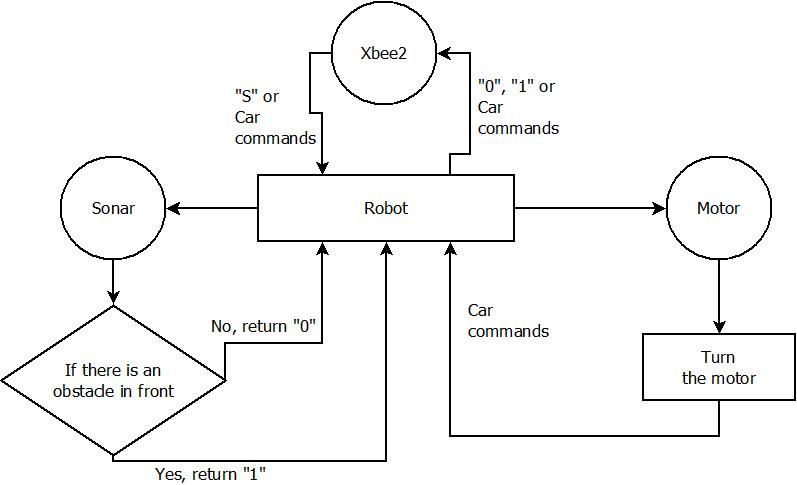 Xbee2
"S" or
Car
commands
"0", "1" or
Car
commands
Sonar
Robot
Motor
No, return "0"
Car
commands
If there is an
obstacle in front
Turn
the motor
Yes, return "1"